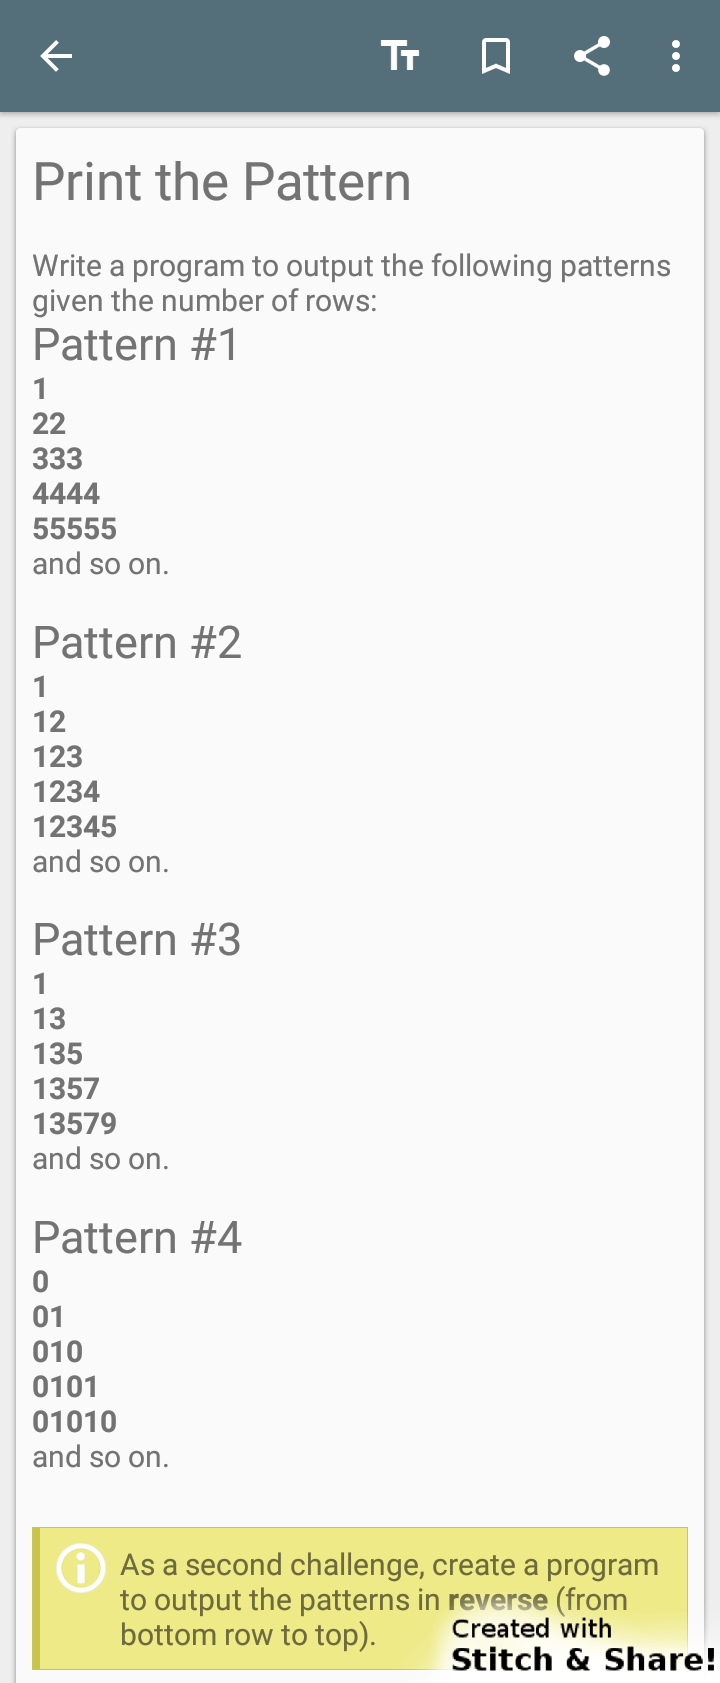 Print the Pattern
Write a program to output the following patterns
given the number of rows:
Pattern #1
1
22
333
4444
55555
and so on.
Pattern #2
1
12
123
1234
12345
and so on.
Pattern #3
1
13
135
1357
13579
and so on.
Pattern #4
0
01
010
0101
01010
and so on.
As a second challenge, create a program
to output the patterns in reverse (from
bottom row to top).
Created with
Stitch & Share!